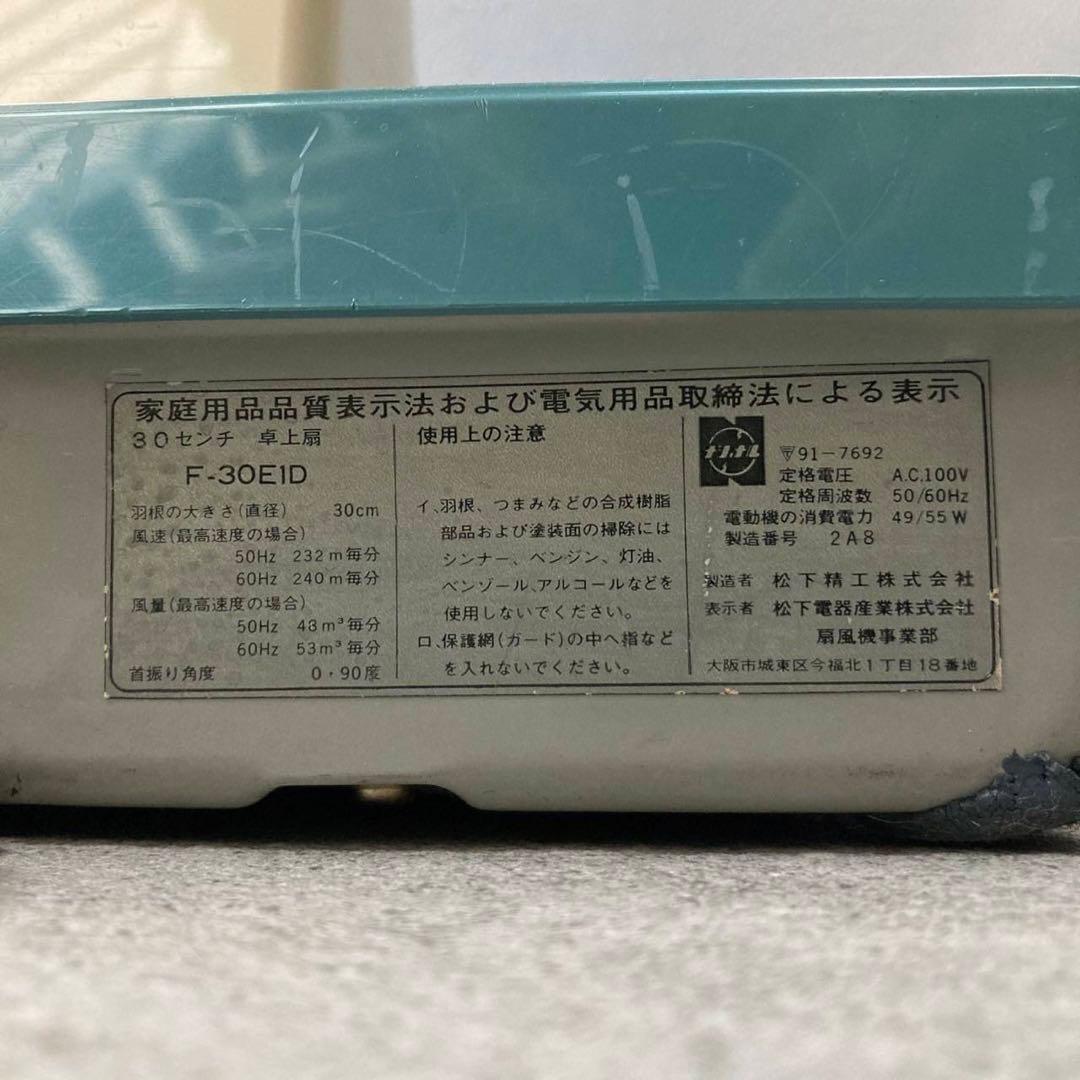 家庭用品品質表示法および電気用品取締法による表示
30センチ 卓上扇
F-30E1D
羽根の大きさ(直径) 30cm
風速(最高速度の場合)
50Hz 232m毎分
60Hz 240m毎分
風量(最高速度の場合)
50Hz 48m³毎分
60Hz 53m³毎分
首振り角度 0・90度
使用上の注意
イ、羽根、つまみなどの合成樹脂
部品および塗装面の掃除には
シンナー、ベンジン、灯油、
ベンゾール、アルコールなどを
使用しないでください。
ロ、保護網(ガード)の中へ指など
を入れないでください。
ナショナル
91-7692
定格電圧 A.C.100V
定格周波数 50/60Hz
電動機の消費電力 49/55W
製造番号 2A8
製造者 松下精工株式会社
表示者 松下電器産業株式会社
扇風機事業部
大阪市城東区今福北1丁目18番地